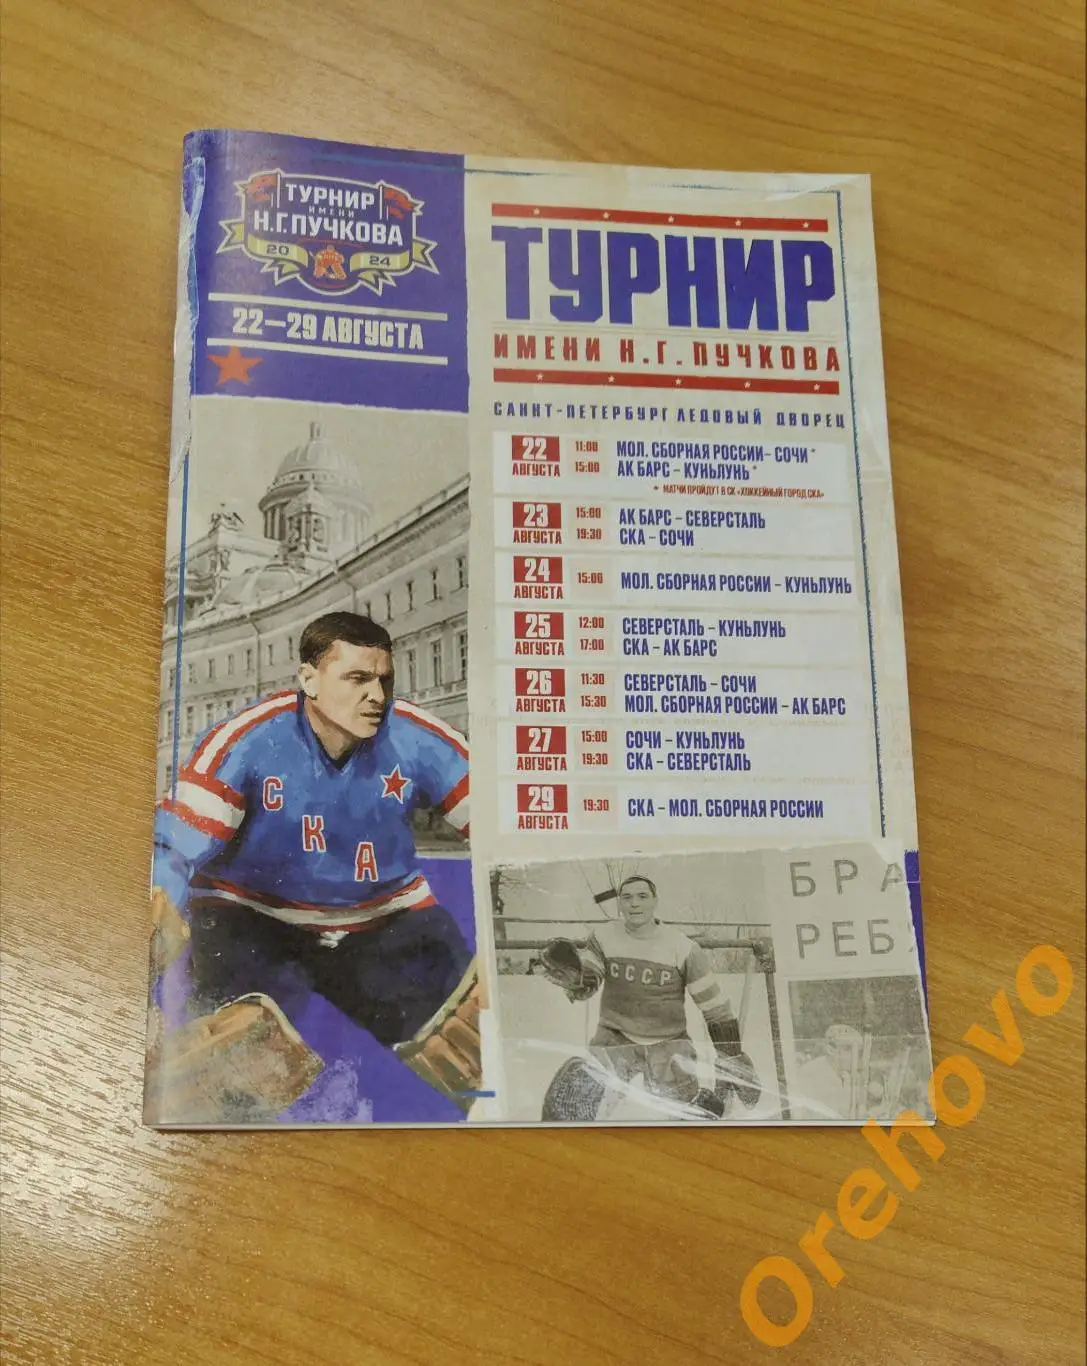 ТУРНИР
ИМЕНИ
Н.Г. ПУЧКОВА
20 24
22–29 АВГУСТА
ТУРНИР
ИМЕНИ Н.Г. ПУЧКОВА
САНКТ-ПЕТЕРБУРГ ЛЕДОВЫЙ ДВОРЕЦ
22 АВГУСТА
11:00 МОЛ. СБОРНАЯ РОССИИ– СОЧИ*
15:00 АК БАРС – КУНЬЛУНЬ*
* МАТЧИ ПРОЙДУТ В СК «ХОККЕЙНЫЙ ГОРОД СКА»
23 АВГУСТА
15:00 АК БАРС – СЕВЕРСТАЛЬ
19:30 СКА – СОЧИ
24 АВГУСТА
15:00 МОЛ. СБОРНАЯ РОССИИ – КУНЬЛУНЬ
25 АВГУСТА
12:00 СЕВЕРСТАЛЬ – КУНЬЛУНЬ
17:00 СКА – АК БАРС
26 АВГУСТА
11:30 СЕВЕРСТАЛЬ – СОЧИ
15:30 МОЛ. СБОРНАЯ РОССИИ – АК БАРС
27 АВГУСТА
15:00 СОЧИ – КУНЬЛУНЬ
19:30 СКА – СЕВЕРСТАЛЬ
29 АВГУСТА
19:30 СКА – МОЛ. СБОРНАЯ РОССИИ
СКА
СССР
БРА
РЕБ
Orehovo